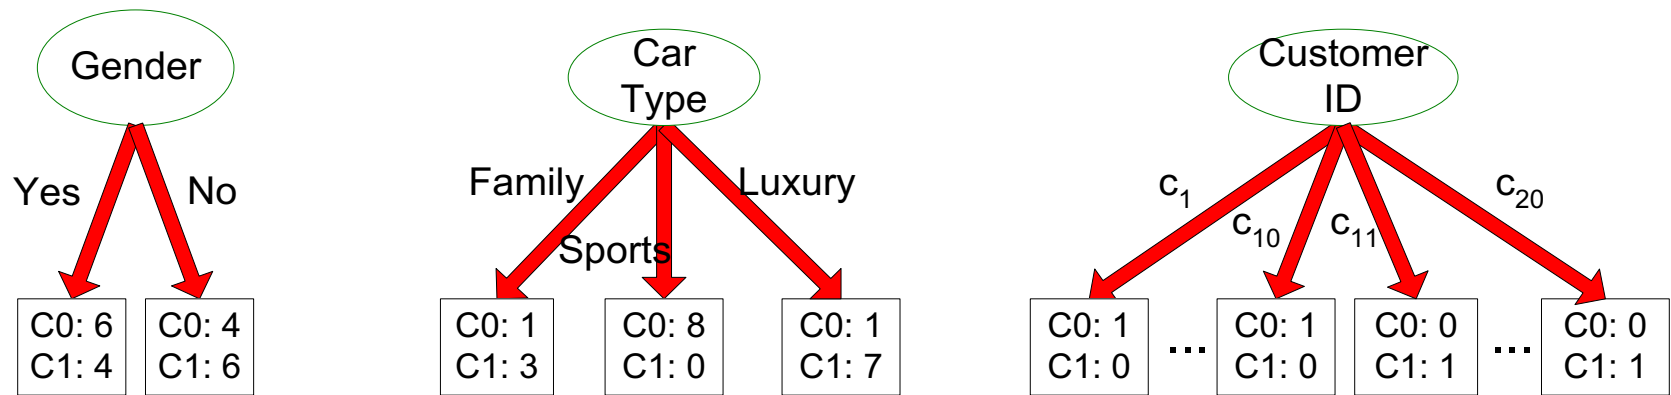 Gender
Yes
No
C0: 6
C1: 4
C0: 4
C1: 6
Car
Type
Family
Sports
Luxury
C0: 1
C1: 3
C0: 8
C1: 0
C0: 1
C1: 7
Customer
ID
c1
c10
c11
c20
C0: 1
C1: 0
...
C0: 1
C1: 0
C0: 0
C1: 1
...
C0: 0
C1: 1